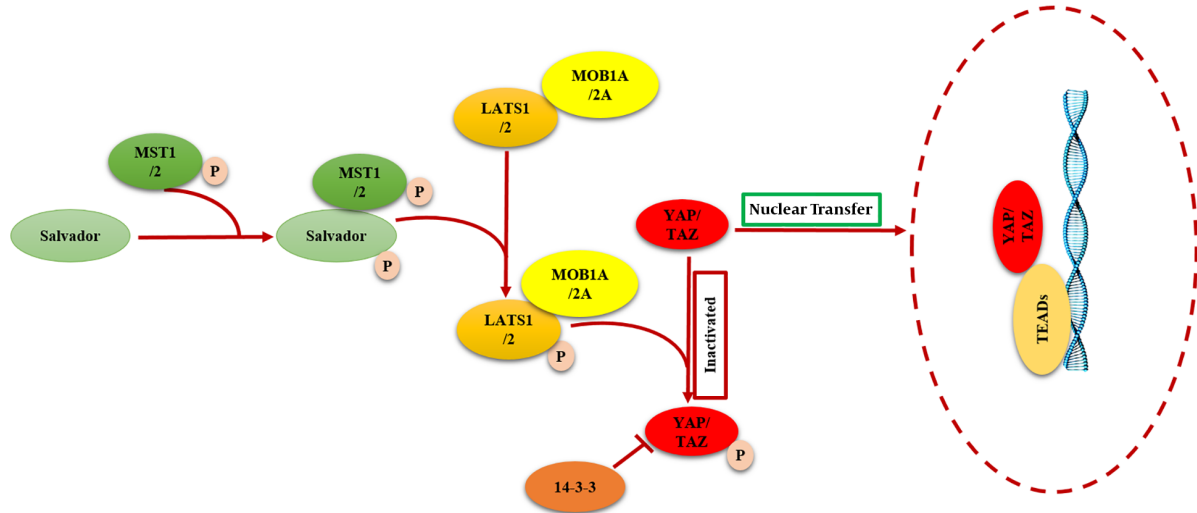 MOB1A
/2A
LATS1
/2
MST1
/2
P
MST1
/2
P
Salvador
Salvador
P
YAP/
TAZ
Nuclear Transfer
YAP/
TAZ
MOB1A
/2A
LATS1
/2
P
Inactivated
TEADs
YAP/
TAZ
P
14-3-3